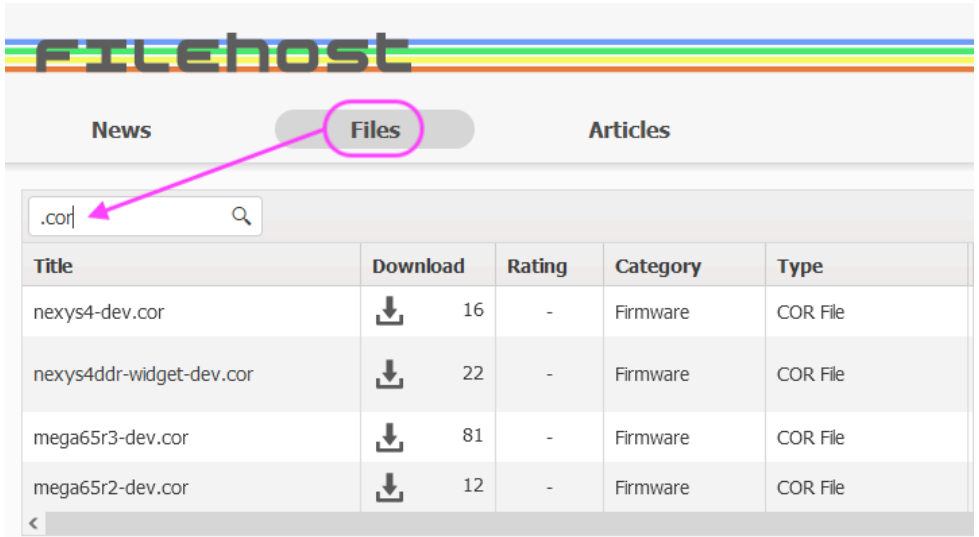 FILEhost
News Files Articles
.cor
Title Download Rating Category Type
nexys4-dev.cor 16 - Firmware COR File
nexys4ddr-widget-dev.cor 22 - Firmware COR File
mega65r3-dev.cor 81 - Firmware COR File
mega65r2-dev.cor 12 - Firmware COR File